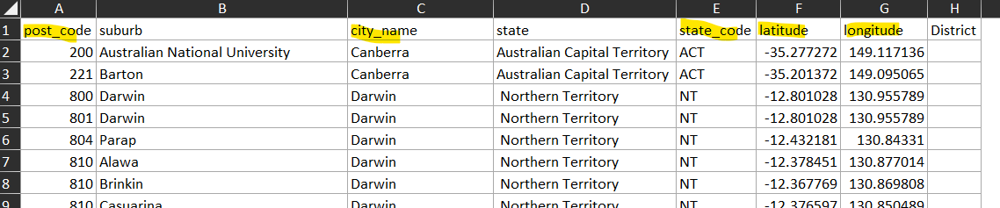 A B C D E F G H
1 post_code suburb city_name state state_code latitude longitude District
2 200 Australian National University Canberra Australian Capital Territory ACT -35.277272 149.117136
3 221 Barton Canberra Australian Capital Territory ACT -35.201372 149.095065
4 800 Darwin Darwin Northern Territory NT -12.801028 130.955789
5 801 Darwin Darwin Northern Territory NT -12.801028 130.955789
6 804 Parap Darwin Northern Territory NT -12.432181 130.84331
7 810 Alawa Darwin Northern Territory NT -12.378451 130.877014
8 810 Brinkin Darwin Northern Territory NT -12.367769 130.869808
9 810 Casuarina Darwin Northern Territory NT -12.376597 130.850489